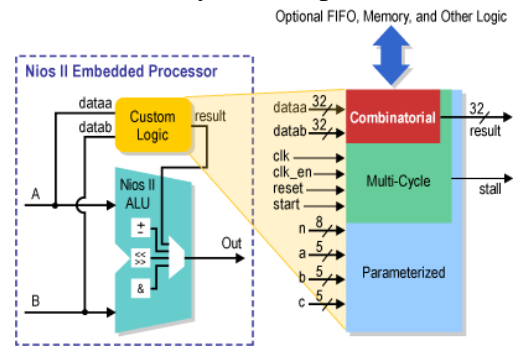 Optional FIFO, Memory, and Other Logic
Nios II Embedded Processor
dataa
datab
Custom
Logic
result
A
Nios II
ALU
±
<<
>>
&
Out
B
dataa 32
datab 32
clk
clk_en
reset
start
n 8
a 5
b 5
c 5
Combinatorial
Multi-Cycle
Parameterized
32
result
stall